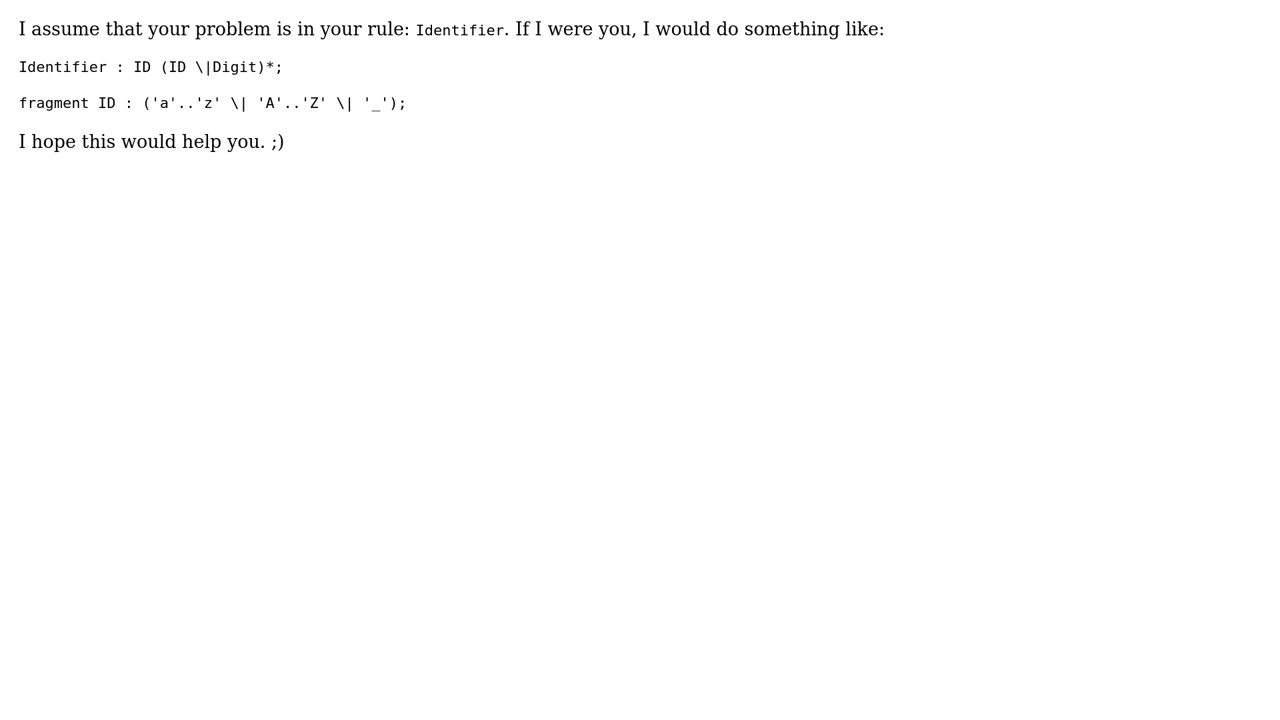 I assume that your problem is in your rule: Identifier. If I were you, I would do something like:
Identifier : ID (ID \|Digit)*;
fragment ID : ('a'..'z' \| 'A'..'Z' \| '_');
I hope this would help you. ;)